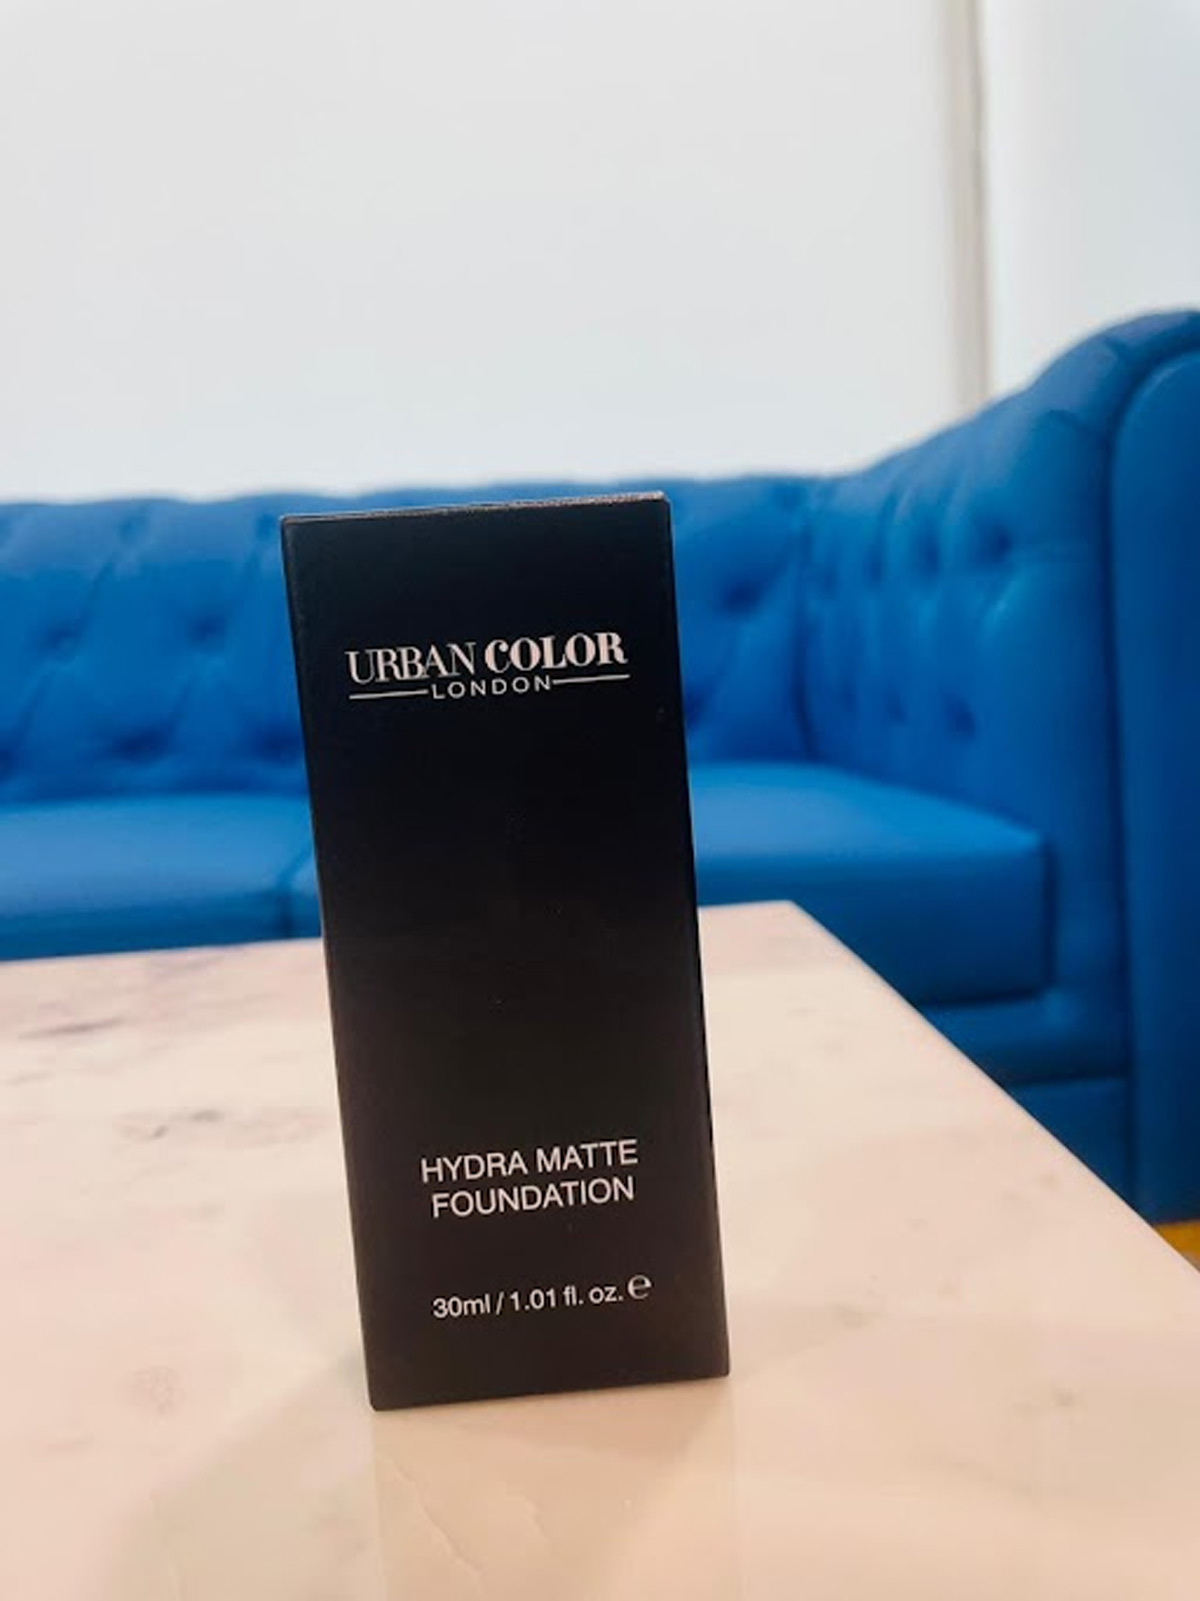 URBAN COLOR
LONDON
HYDRA MATTE
FOUNDATION
30ml / 1.01 fl. oz. ℮